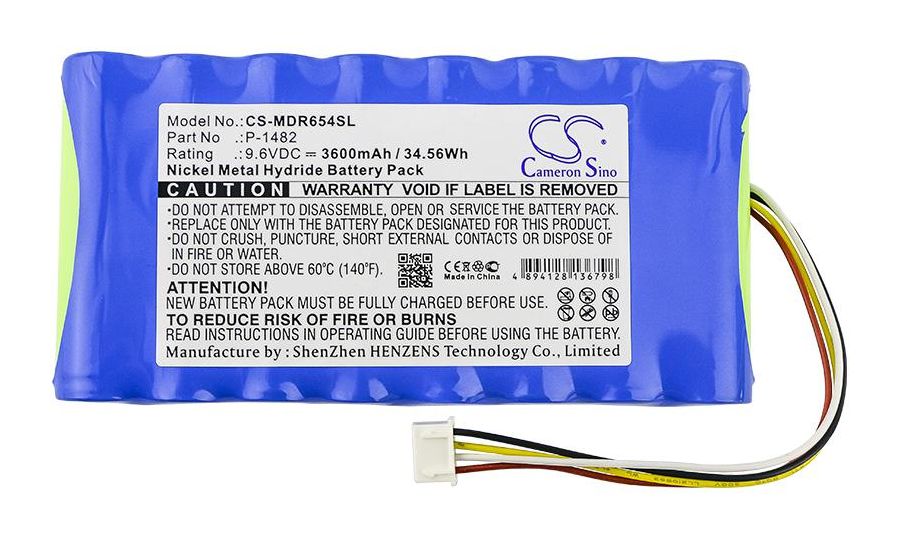 Model No.:CS-MDR654SL
Part No .:P-1482
Rating .:9.6VDC ⎓ 3600mAh / 34.56Wh
Nickel Metal Hydride Battery Pack
CS
Cameron Sino
CAUTION WARRANTY VOID IF LABEL IS REMOVED
•DO NOT ATTEMPT TO DISASSEMBLE, OPEN OR SERVICE THE BATTERY PACK.
•REPLACE ONLY WITH THE BATTERY DESIGNATED FOR THIS PRODUCT.
•DO NOT CRUSH, PUNCTURE, SHORT EXTERNAL CONTACTS OR DISPOSE OF
IN FIRE OR WATER.
•DO NOT STORE ABOVE 60℃ (140℉).
CE
Made In China
4 894128 136798
ATTENTION!
NEW BATTERY PACK MUST BE FULLY CHARGED BEFORE USE.
TO REDUCE RISK OF FIRE OR BURNS
READ INSTRUCTIONS IN OPERATING GUIDE BEFORE USING THE BATTERY.
Manufacture by : ShenZhen HENZENS Technology Co., Limited